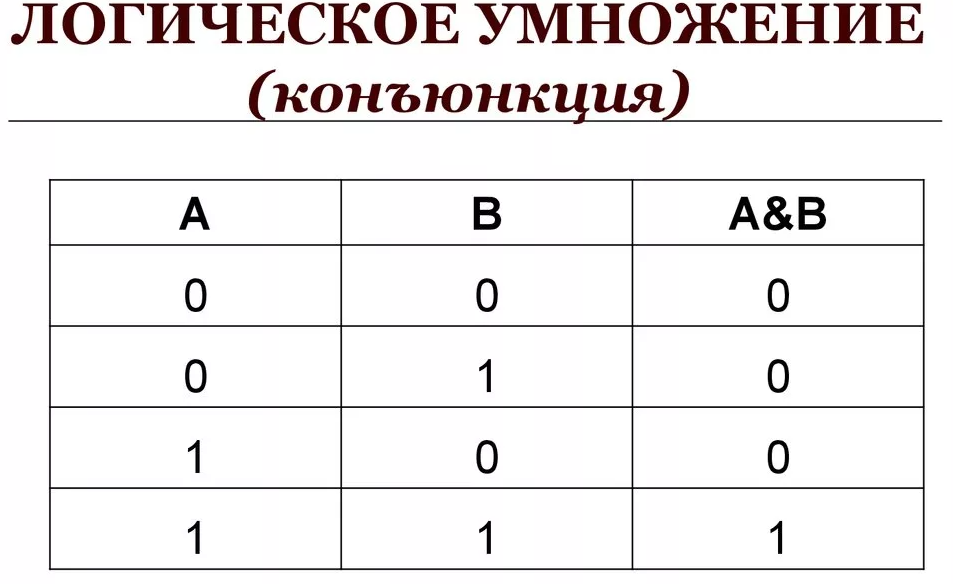 ЛОГИЧЕСКОЕ УМНОЖЕНИЕ
(конъюнкция)
A B A&B
0 0 0
0 1 0
1 0 0
1 1 1